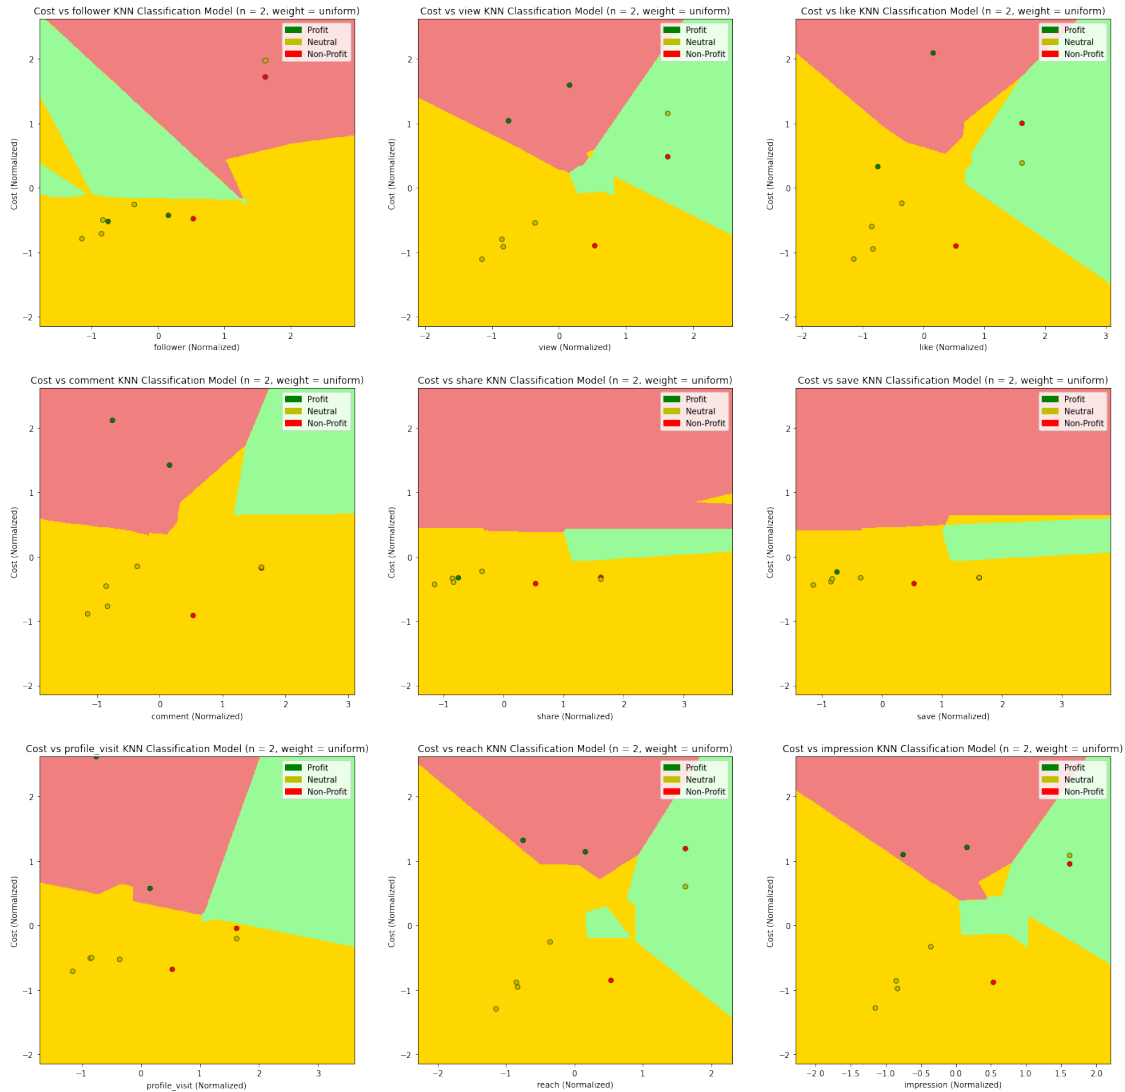 Cost vs follower KNN Classification Model (n = 2, weight = uniform)
Profit
Neutral
Non-Profit
2
1
0
−1
−2
Cost (Normalized)
−1 0 1 2
follower (Normalized)
Cost vs view KNN Classification Model (n = 2, weight = uniform)
Profit
Neutral
Non-Profit
2
1
0
−1
−2
Cost (Normalized)
−2 −1 0 1 2
view (Normalized)
Cost vs like KNN Classification Model (n = 2, weight = uniform)
Profit
Neutral
Non-Profit
2
1
0
−1
−2
Cost (Normalized)
−2 −1 0 1 2 3
like (Normalized)
Cost vs comment KNN Classification Model (n = 2, weight = uniform)
Profit
Neutral
Non-Profit
2
1
0
−1
−2
Cost (Normalized)
−1 0 1 2 3
comment (Normalized)
Cost vs share KNN Classification Model (n = 2, weight = uniform)
Profit
Neutral
Non-Profit
2
1
0
−1
−2
Cost (Normalized)
−1 0 1 2 3
share (Normalized)
Cost vs save KNN Classification Model (n = 2, weight = uniform)
Profit
Neutral
Non-Profit
2
1
0
−1
−2
Cost (Normalized)
−1 0 1 2 3
save (Normalized)
Cost vs profile_visit KNN Classification Model (n = 2, weight = uniform)
Profit
Neutral
Non-Profit
2
1
0
−1
−2
Cost (Normalized)
−1 0 1 2 3
profile_visit (Normalized)
Cost vs reach KNN Classification Model (n = 2, weight = uniform)
Profit
Neutral
Non-Profit
2
1
0
−1
−2
Cost (Normalized)
−2 −1 0 1 2
reach (Normalized)
Cost vs impression KNN Classification Model (n = 2, weight = uniform)
Profit
Neutral
Non-Profit
2
1
0
−1
−2
Cost (Normalized)
−2.0 −1.5 −1.0 −0.5 0.0 0.5 1.0 1.5 2.0
impression (Normalized)